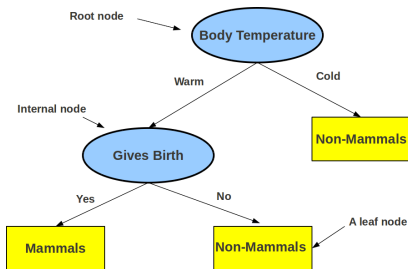 Root node
Body Temperature
Warm
Cold
Internal node
Non-Mammals
Gives Birth
Yes
No
A leaf node
Mammals
Non-Mammals